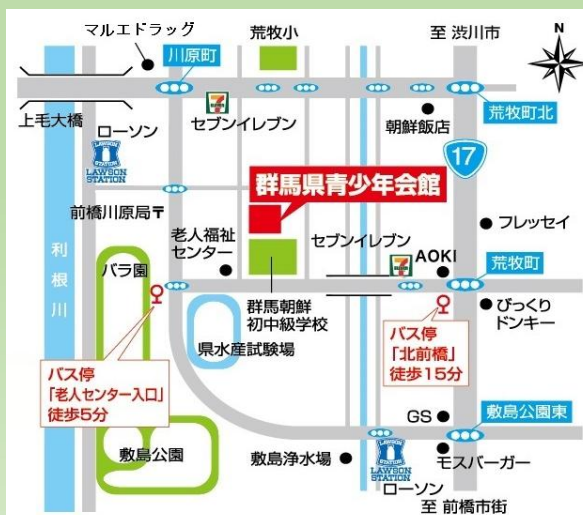 マルエドラッグ
荒牧小
至 渋川市
N
川原町
上毛大橋
7
ELEVEN
セブンイレブン
朝鮮飯店
荒牧町北
ローソン
LAWSON
STATION
17
群馬県青少年会館
前橋川原局〒
フレッセイ
老人福祉
センター
セブンイレブン
7
ELEVEN
AOKI
荒牧町
利根川
バラ園
群馬朝鮮
初中級学校
びっくり
ドンキー
県水産試験場
バス停
「老人センター入口」
徒歩5分
バス停
「北前橋」
徒歩15分
GS
敷島公園東
敷島公園
敷島浄水場
LAWSON
STATION
ローソン
モスバーガー
至 前橋市街